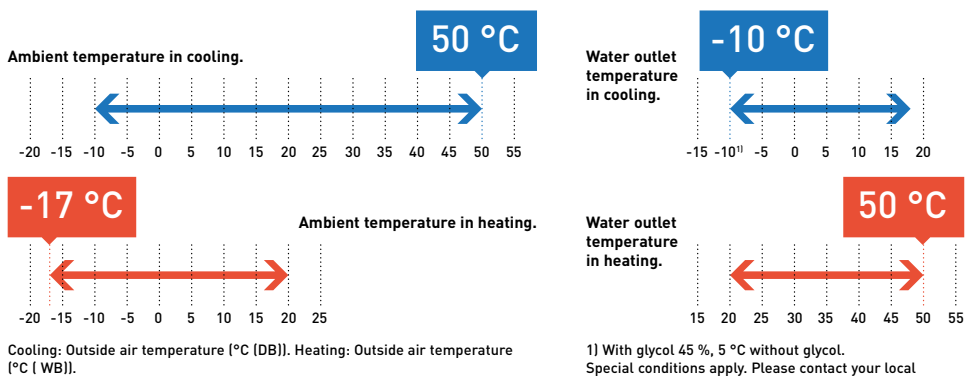 50 °C
Ambient temperature in cooling.
-20 -15 -10 -5 0 5 10 15 20 25 30 35 40 45 50 55
-10 °C
Water outlet
temperature
in cooling.
-15 -10¹⁾ -5 0 5 10 15 20
-17 °C
Ambient temperature in heating.
-20 -15 -10 -5 0 5 10 15 20 25
50 °C
Water outlet
temperature
in heating.
15 20 25 30 35 40 45 50 55
Cooling: Outside air temperature (°C (DB)). Heating: Outside air temperature
(°C ( WB)).
1) With glycol 45 %, 5 °C without glycol.
Special conditions apply. Please contact your local